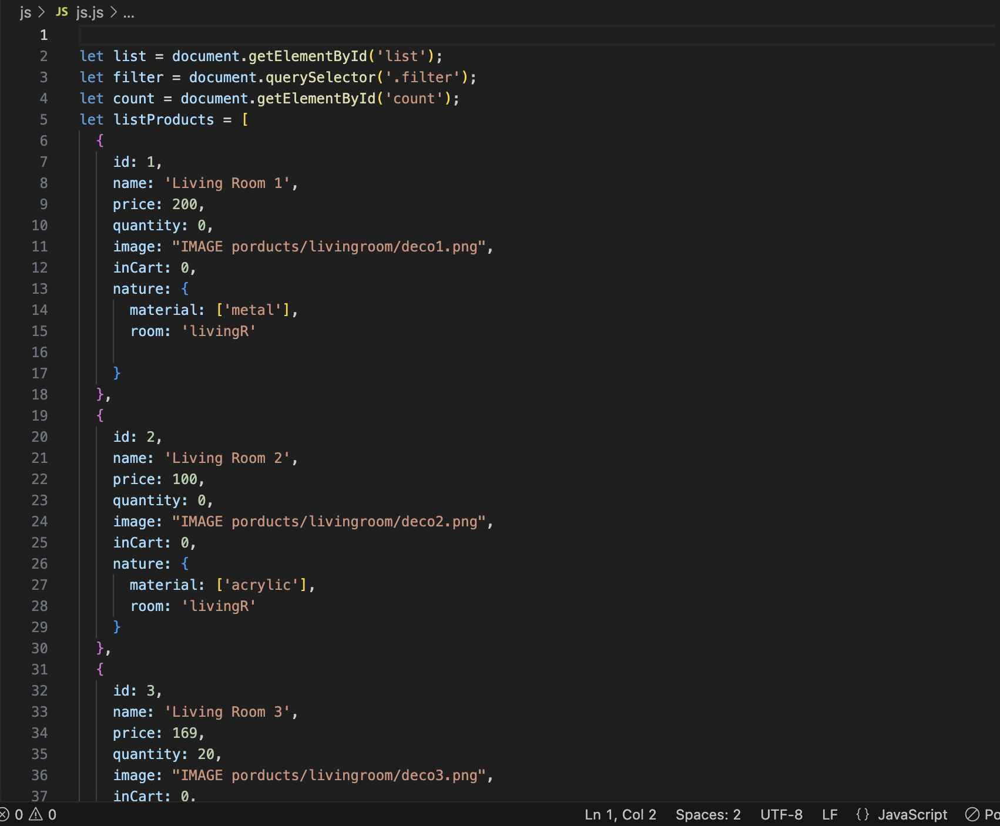 js > JS js.js > ...
1
2 let list = document.getElementById('list');
3 let filter = document.querySelector('.filter');
4 let count = document.getElementById('count');
5 let listProducts = [
6 {
7 id: 1,
8 name: 'Living Room 1',
9 price: 200,
10 quantity: 0,
11 image: "IMAGE porducts/livingroom/deco1.png",
12 inCart: 0,
13 nature: {
14 material: ['metal'],
15 room: 'livingR'
16
17 }
18 },
19 {
20 id: 2,
21 name: 'Living Room 2',
22 price: 100,
23 quantity: 0,
24 image: "IMAGE porducts/livingroom/deco2.png",
25 inCart: 0,
26 nature: {
27 material: ['acrylic'],
28 room: 'livingR'
29 }
30 },
31 {
32 id: 3,
33 name: 'Living Room 3',
34 price: 169,
35 quantity: 20,
36 image: "IMAGE porducts/livingroom/deco3.png",
37 inCart: 0,
0 0 Ln 1, Col 2 Spaces: 2 UTF-8 LF {} JavaScript